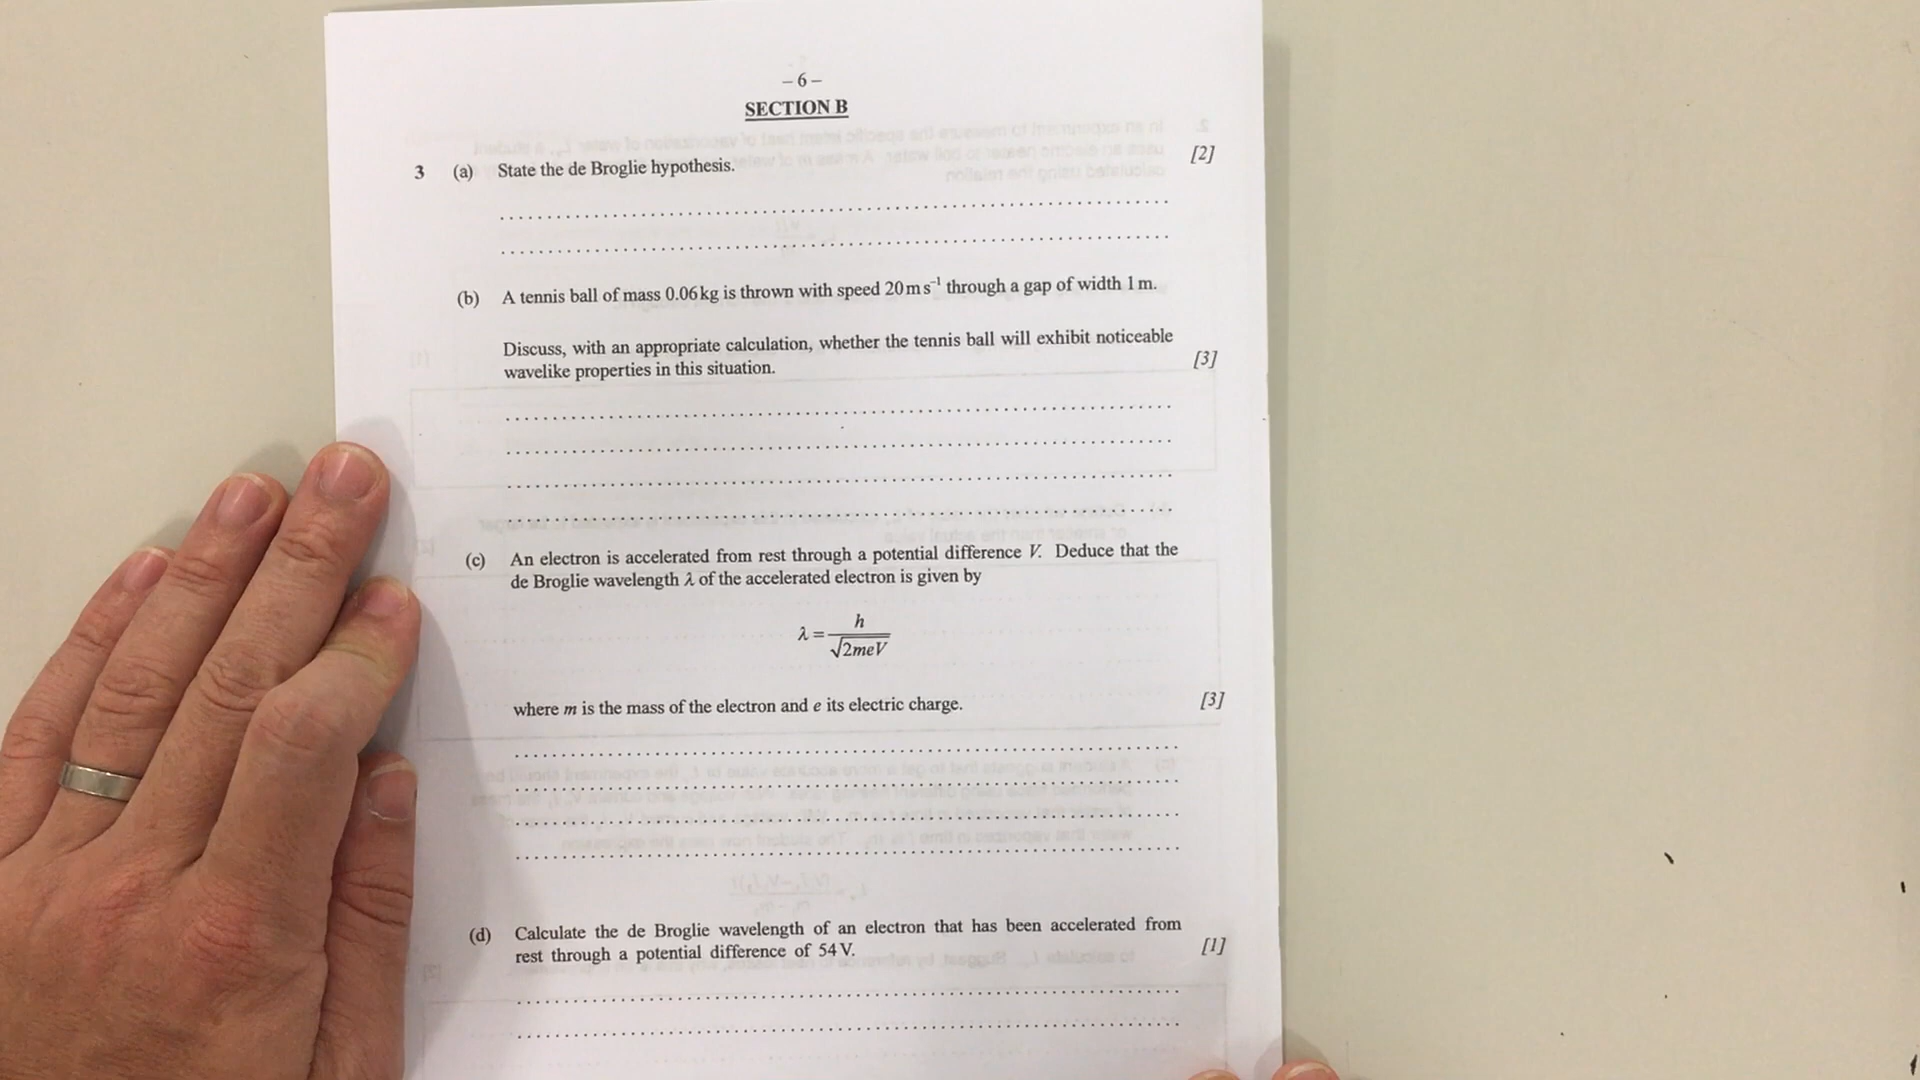 – 6 –
SECTION B
3 (a) State the de Broglie hypothesis. [2]
(b) A tennis ball of mass 0.06 kg is thrown with speed 20 m s⁻¹ through a gap of width 1 m.
Discuss, with an appropriate calculation, whether the tennis ball will exhibit noticeable
wavelike properties in this situation. [3]
(c) An electron is accelerated from rest through a potential difference V. Deduce that the
de Broglie wavelength λ of the accelerated electron is given by
λ = h / √2meV
where m is the mass of the electron and e its electric charge. [3]
(d) Calculate the de Broglie wavelength of an electron that has been accelerated from
rest through a potential difference of 54 V. [1]